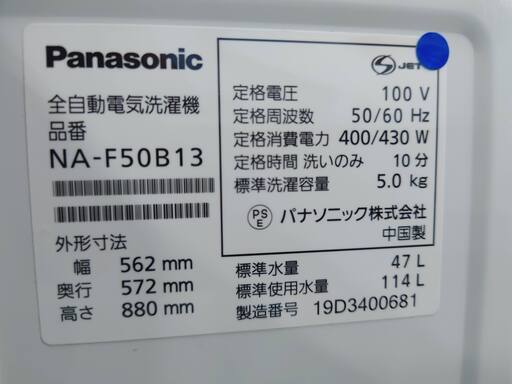 Panasonic
全自動電気洗濯機
品番
NA-F50B13
外形寸法
幅 562 mm
奥行 572 mm
高さ 880 mm
S JET
定格電圧 100 V
定格周波数 50/60 Hz
定格消費電力 400/430 W
定格時間 洗いのみ 10 分
標準洗濯容量 5.0 kg
PS E パナソニック株式会社
中国製
標準水量 47 L
標準使用水量 114 L
製造番号 19D3400681